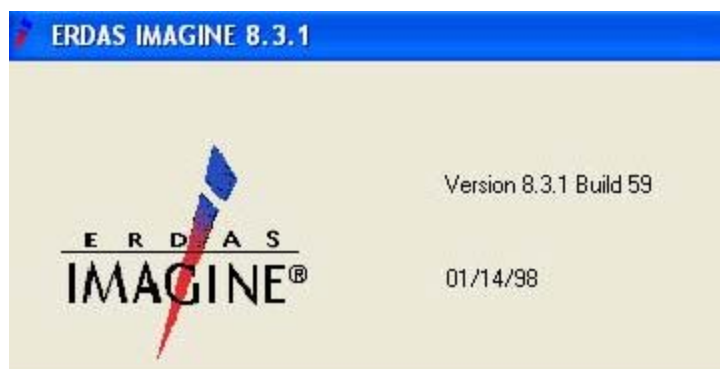 ERDAS IMAGINE 8.3.1
Version 8.3.1 Build 59
ERDAS
IMAGINE®
01/14/98